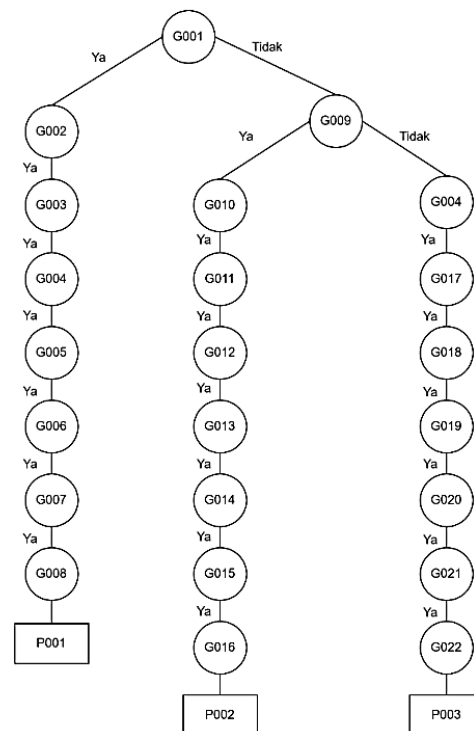 G001
Ya
Tidak
G002
G009
Ya
Ya
Tidak
G003
G010
G004
Ya
Ya
Ya
G004
G011
G017
Ya
Ya
Ya
G005
G012
G018
Ya
Ya
Ya
G006
G013
G019
Ya
Ya
Ya
G007
G014
G020
Ya
Ya
Ya
G008
G015
G021
Ya
Ya
P001
G016
G022
P002
P003